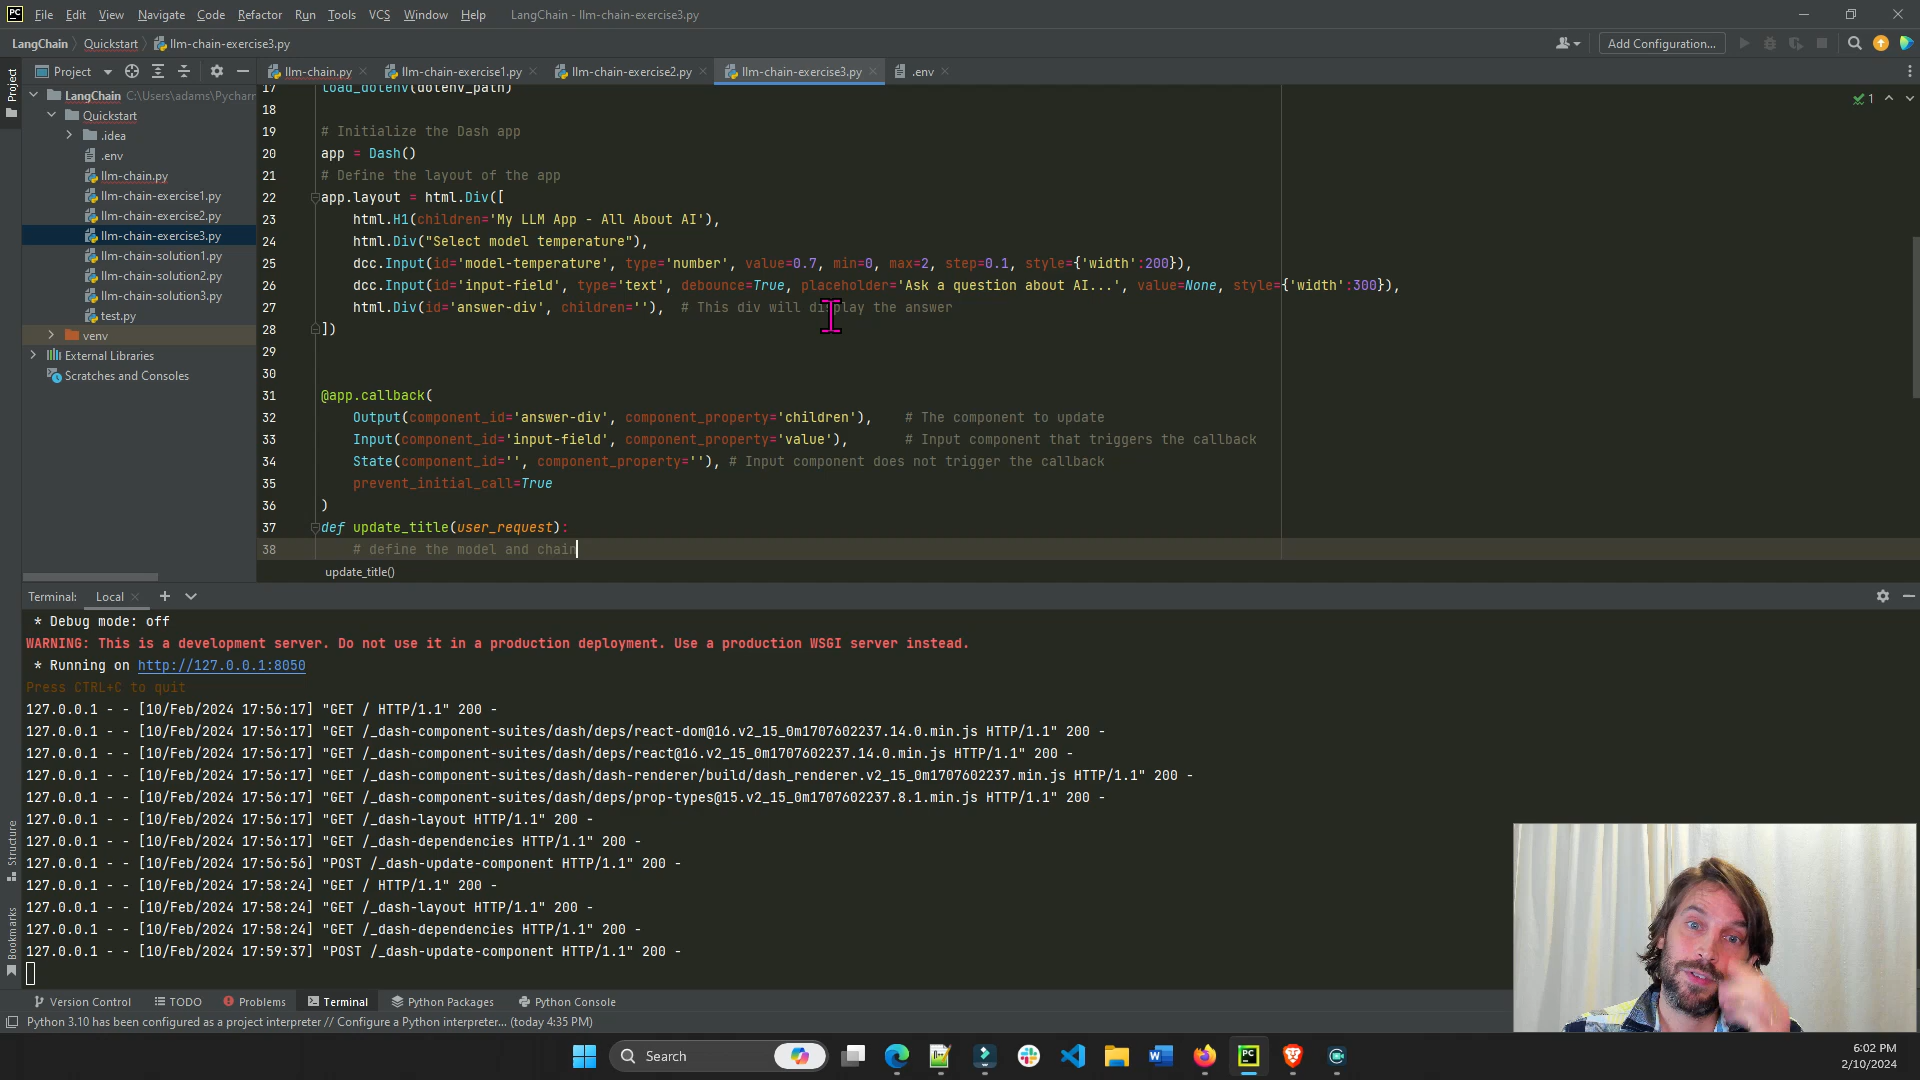 PC File Edit View Navigate Code Refactor Run Tools VCS Window Help LangChain - llm-chain-exercise3.py
LangChain Quickstart llm-chain-exercise3.py Add Configuration...
Project llm-chain.py llm-chain-exercise1.py llm-chain-exercise2.py llm-chain-exercise3.py .env
Project
LangChain C:\Users\adams\Pycharm
Quickstart
.idea
.env
llm-chain.py
llm-chain-exercise1.py
llm-chain-exercise2.py
llm-chain-exercise3.py
llm-chain-solution1.py
llm-chain-solution2.py
llm-chain-solution3.py
test.py
venv
External Libraries
Scratches and Consoles
1
17 load_dotenv(dotenv_path)
18
19 # Initialize the Dash app
20 app = Dash()
21 # Define the layout of the app
22 app.layout = html.Div([
23 html.H1(children='My LLM App - All About AI'),
24 html.Div("Select model temperature"),
25 dcc.Input(id='model-temperature', type='number', value=0.7, min=0, max=2, step=0.1, style={'width':200}),
26 dcc.Input(id='input-field', type='text', debounce=True, placeholder='Ask a question about AI...', value=None, style={'width':300}),
27 html.Div(id='answer-div', children=''), # This div will display the answer
28 ])
29
30
31 @app.callback(
32 Output(component_id='answer-div', component_property='children'), # The component to update
33 Input(component_id='input-field', component_property='value'), # Input component that triggers the callback
34 State(component_id='', component_property=''), # Input component does not trigger the callback
35 prevent_initial_call=True
36 )
37 def update_title(user_request):
38 # define the model and chain
update_title()
Terminal: Local
* Debug mode: off
WARNING: This is a development server. Do not use it in a production deployment. Use a production WSGI server instead.
* Running on http://127.0.0.1:8050
Press CTRL+C to quit
127.0.0.1 - - [10/Feb/2024 17:56:17] "GET / HTTP/1.1" 200 -
127.0.0.1 - - [10/Feb/2024 17:56:17] "GET /_dash-component-suites/dash/deps/react-dom@16.v2_15_0m1707602237.14.0.min.js HTTP/1.1" 200 -
127.0.0.1 - - [10/Feb/2024 17:56:17] "GET /_dash-component-suites/dash/deps/react@16.v2_15_0m1707602237.14.0.min.js HTTP/1.1" 200 -
127.0.0.1 - - [10/Feb/2024 17:56:17] "GET /_dash-component-suites/dash/dash-renderer/build/dash_renderer.v2_15_0m1707602237.min.js HTTP/1.1" 200 -
127.0.0.1 - - [10/Feb/2024 17:56:17] "GET /_dash-component-suites/dash/deps/prop-types@15.v2_15_0m1707602237.8.1.min.js HTTP/1.1" 200 -
127.0.0.1 - - [10/Feb/2024 17:56:17] "GET /_dash-layout HTTP/1.1" 200 -
127.0.0.1 - - [10/Feb/2024 17:56:17] "GET /_dash-dependencies HTTP/1.1" 200 -
127.0.0.1 - - [10/Feb/2024 17:56:56] "POST /_dash-update-component HTTP/1.1" 200 -
127.0.0.1 - - [10/Feb/2024 17:58:24] "GET / HTTP/1.1" 200 -
127.0.0.1 - - [10/Feb/2024 17:58:24] "GET /_dash-layout HTTP/1.1" 200 -
127.0.0.1 - - [10/Feb/2024 17:58:24] "GET /_dash-dependencies HTTP/1.1" 200 -
127.0.0.1 - - [10/Feb/2024 17:59:37] "POST /_dash-update-component HTTP/1.1" 200 -
Structure
Bookmarks
Version Control TODO Problems Terminal Python Packages Python Console
Python 3.10 has been configured as a project interpreter // Configure a Python interpreter... (today 4:35 PM)
Search
PC
6:02 PM
2/10/2024